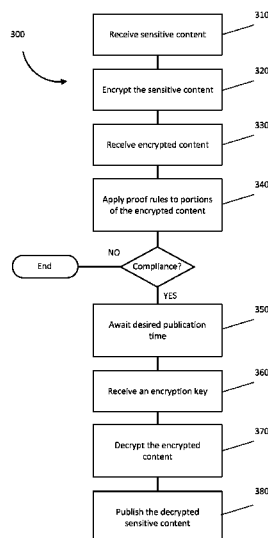 310
Receive sensitive content
300
320
Encrypt the sensitive content
330
Receive encrypted content
340
Apply proof rules to portions
of the encrypted content
NO
End
Compliance?
YES
350
Await desired publication
time
360
Receive an encryption key
370
Decrypt the encrypted
content
380
Publish the decrypted
sensitive content